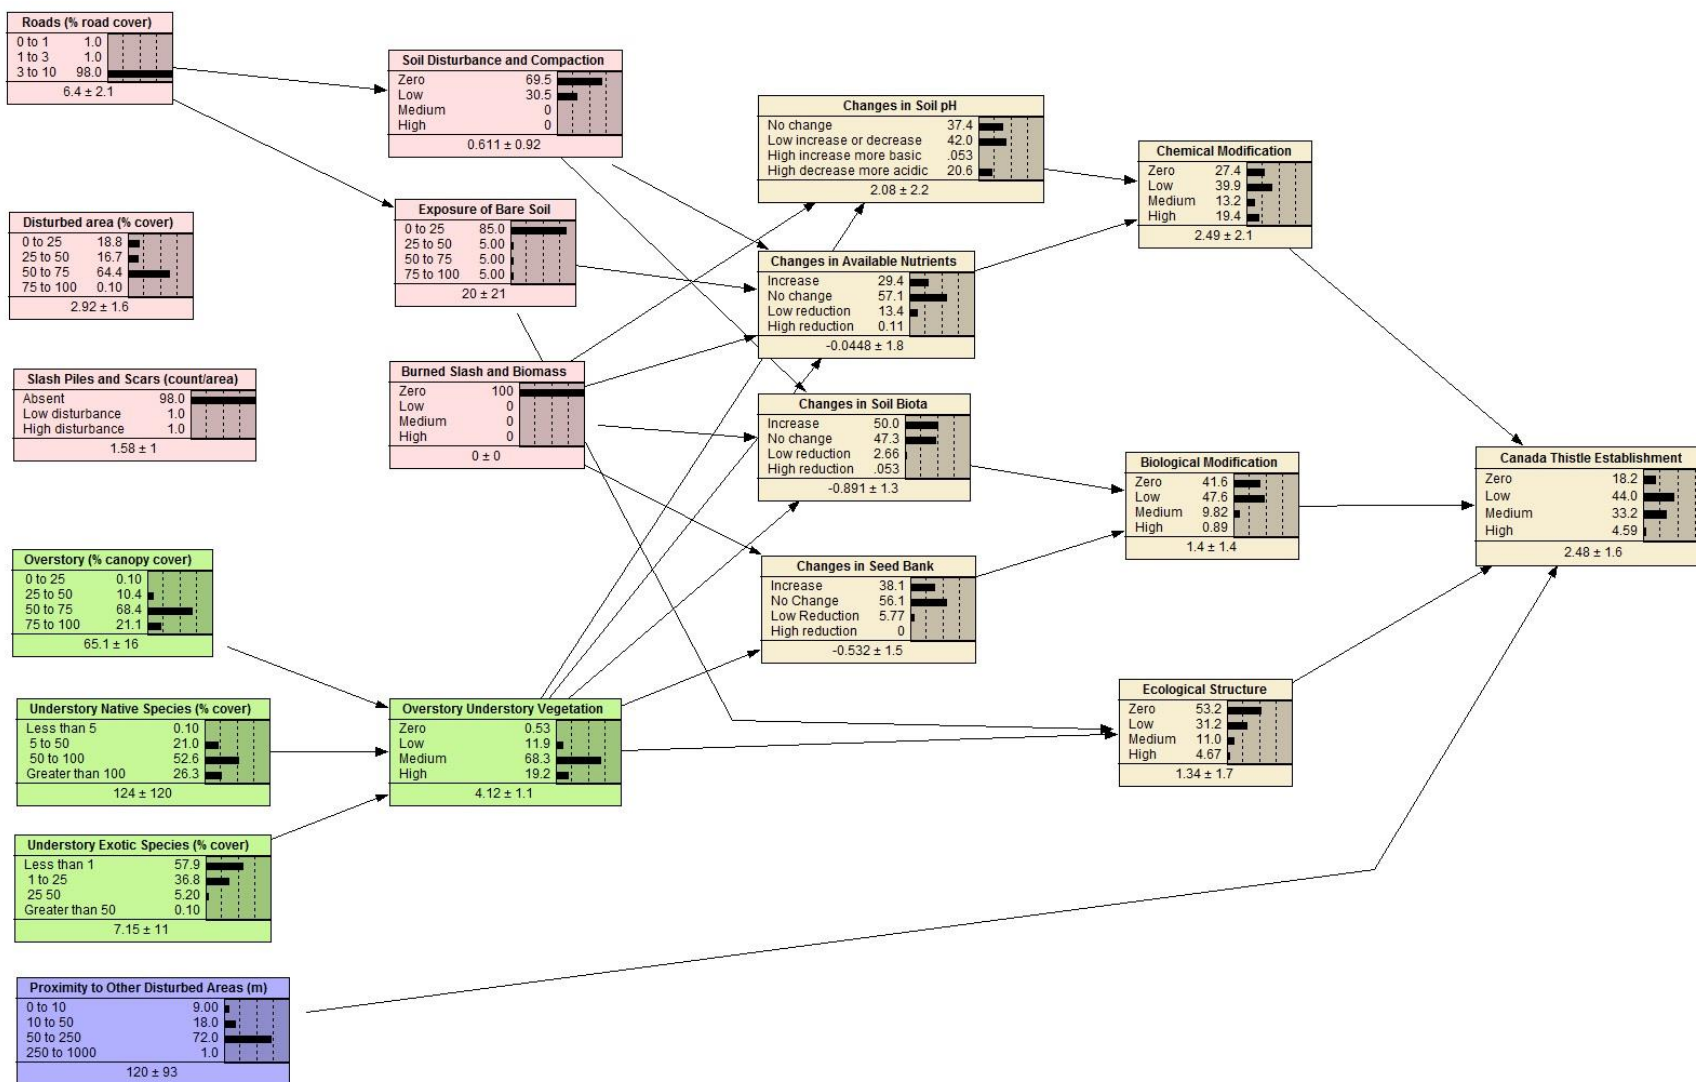 Roads (% road cover)
0 to 1 1.0
1 to 3 1.0
3 to 10 98.0
6.4 ± 2.1
Disturbed area (% cover)
0 to 25 18.8
25 to 50 16.7
50 to 75 64.4
75 to 100 0.10
2.92 ± 1.6
Slash Piles and Scars (count/area)
Absent 98.0
Low disturbance 1.0
High disturbance 1.0
1.58 ± 1
Overstory (% canopy cover)
0 to 25 0.10
25 to 50 10.4
50 to 75 68.4
75 to 100 21.1
65.1 ± 16
Understory Native Species (% cover)
Less than 5 0.10
5 to 50 21.0
50 to 100 52.6
Greater than 100 26.3
124 ± 120
Understory Exotic Species (% cover)
Less than 1 57.9
1 to 25 36.8
25 50 5.20
Greater than 50 0.10
7.15 ± 11
Proximity to Other Disturbed Areas (m)
0 to 10 9.00
10 to 50 18.0
50 to 250 72.0
250 to 1000 1.0
120 ± 93
Soil Disturbance and Compaction
Zero 69.5
Low 30.5
Medium 0
High 0
0.611 ± 0.92
Exposure of Bare Soil
0 to 25 85.0
25 to 50 5.00
50 to 75 5.00
75 to 100 5.00
20 ± 21
Burned Slash and Biomass
Zero 100
Low 0
Medium 0
High 0
0 ± 0
Overstory Understory Vegetation
Zero 0.53
Low 11.9
Medium 68.3
High 19.2
4.12 ± 1.1
Changes in Soil pH
No change 37.4
Low increase or decrease 42.0
High increase more basic .053
High decrease more acidic 20.6
2.08 ± 2.2
Changes in Available Nutrients
Increase 29.4
No change 57.1
Low reduction 13.4
High reduction 0.11
-0.0448 ± 1.8
Changes in Soil Biota
Increase 50.0
No change 47.3
Low reduction 2.66
High reduction .053
-0.891 ± 1.3
Changes in Seed Bank
Increase 38.1
No Change 56.1
Low Reduction 5.77
High reduction 0
-0.532 ± 1.5
Chemical Modification
Zero 27.4
Low 39.9
Medium 13.2
High 19.4
2.49 ± 2.1
Biological Modification
Zero 41.6
Low 47.6
Medium 9.82
High 0.89
1.4 ± 1.4
Ecological Structure
Zero 53.2
Low 31.2
Medium 11.0
High 4.67
1.34 ± 1.7
Canada Thistle Establishment
Zero 18.2
Low 44.0
Medium 33.2
High 4.59
2.48 ± 1.6